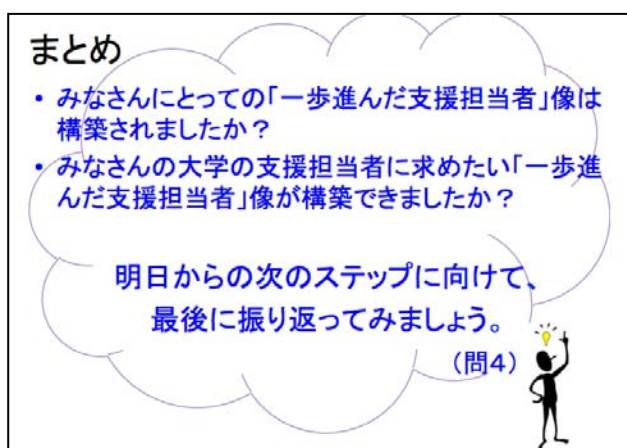 まとめ
• みなさんにとっての「一歩進んだ支援担当者」像は
構築されましたか？
• みなさんの大学の支援担当者に求めたい「一歩進
んだ支援担当者」像が構築できましたか？
明日からの次のステップに向けて、
最後に振り返ってみましょう。
（問４）